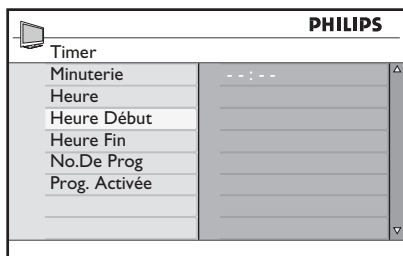 PHILIPS
Timer
Minuterie --:--
Heure
Heure Début
Heure Fin
No.De Prog
Prog. Activée